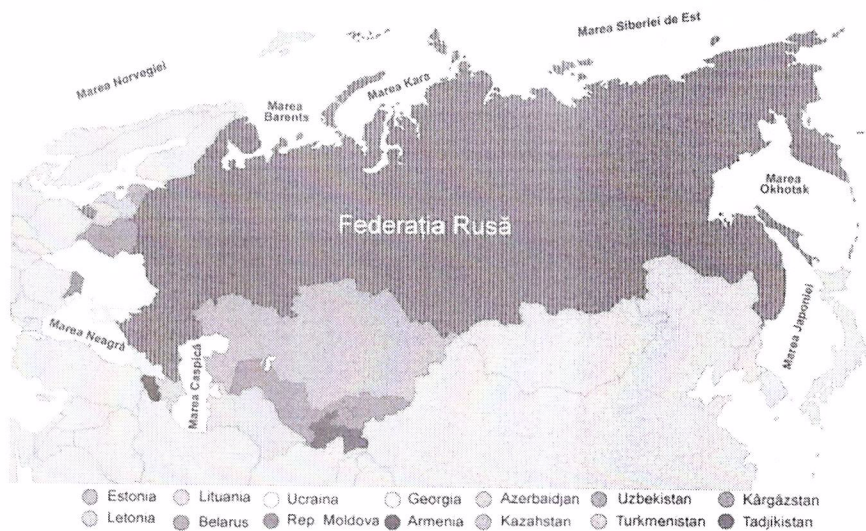 Marea Siberiei de Est
Marea Norvegiei
Marea Kara
Marea
Barents
Marea
Okhotsk
Federația Rusă
Marea Neagră
Marea Caspică
Marea Japoniei
Estonia Lituania Ucraina Georgia Azerbaidjan Uzbekistan Kârgâzstan
Letonia Belarus Rep. Moldova Armenia Kazahstan Turkmenistan Tadjikistan